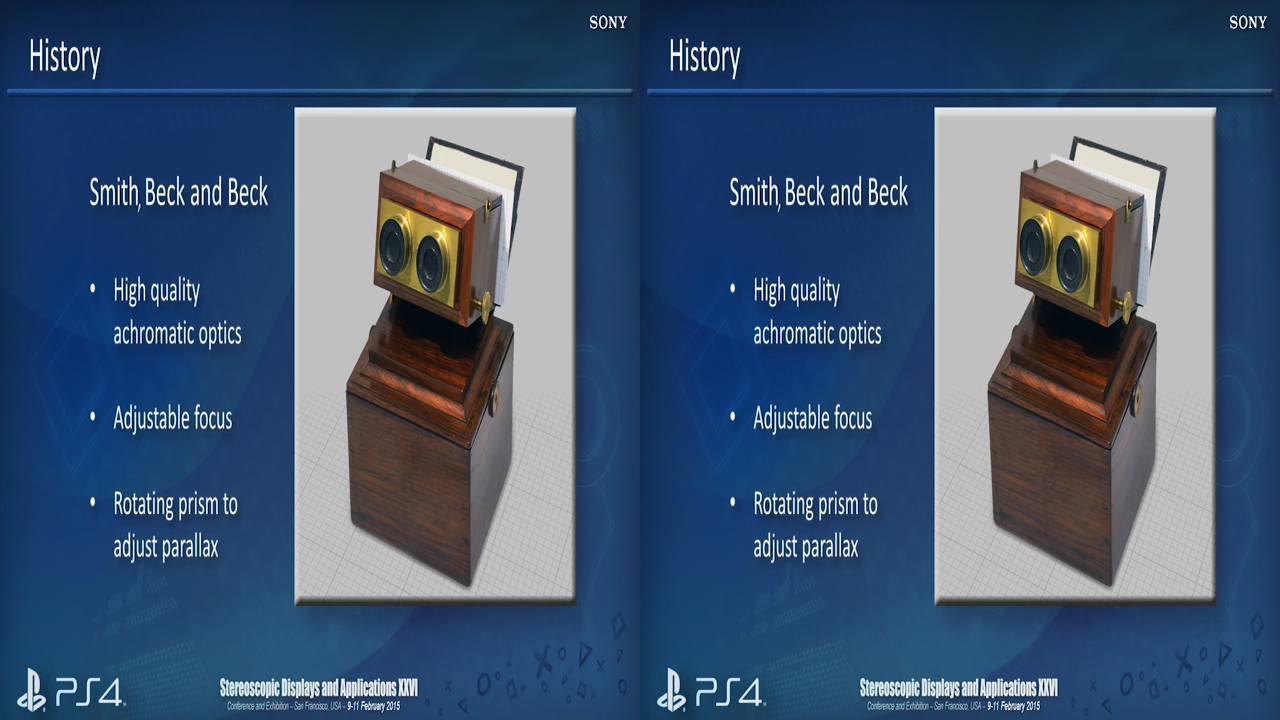 SONY
History
Smith, Beck and Beck
• High quality
achromatic optics
• Adjustable focus
• Rotating prism to
adjust parallax
PS4
Stereoscopic Displays and Applications XXVI
Conference and Exhibition – San Francisco, USA – 9-11 February 2015
SONY
History
Smith, Beck and Beck
• High quality
achromatic optics
• Adjustable focus
• Rotating prism to
adjust parallax
PS4
Stereoscopic Displays and Applications XXVI
Conference and Exhibition – San Francisco, USA – 9-11 February 2015